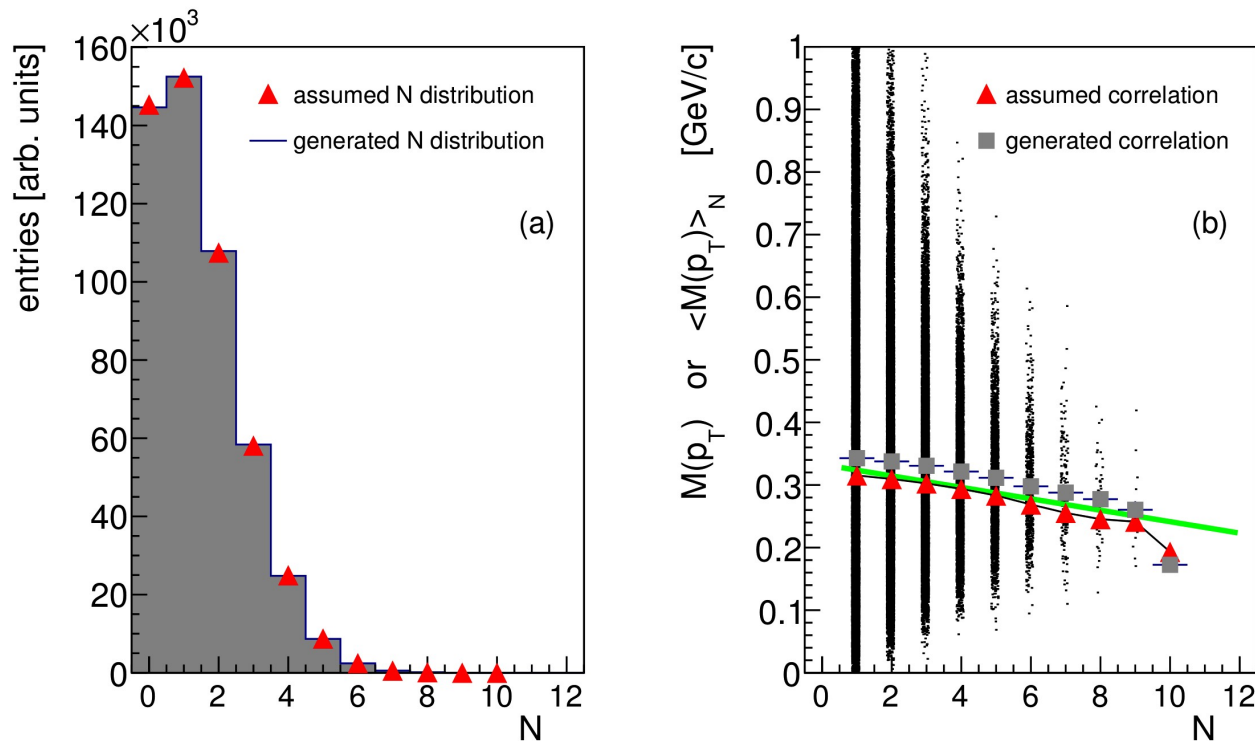 ×10³
160
140
120
100
80
60
40
20
0
entries [arb. units]
assumed N distribution
generated N distribution
(a)
0 2 4 6 8 10 12
N
1
0.9
0.8
0.7
0.6
0.5
0.4
0.3
0.2
0.1
0
M(p_T) or <M(p_T)>_N [GeV/c]
assumed correlation
generated correlation
(b)
0 2 4 6 8 10 12
N